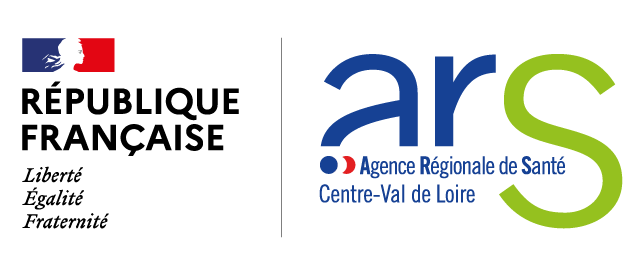 RÉPUBLIQUE
FRANÇAISE
Liberté
Égalité
Fraternité
ars
Agence Régionale de Santé
Centre-Val de Loire